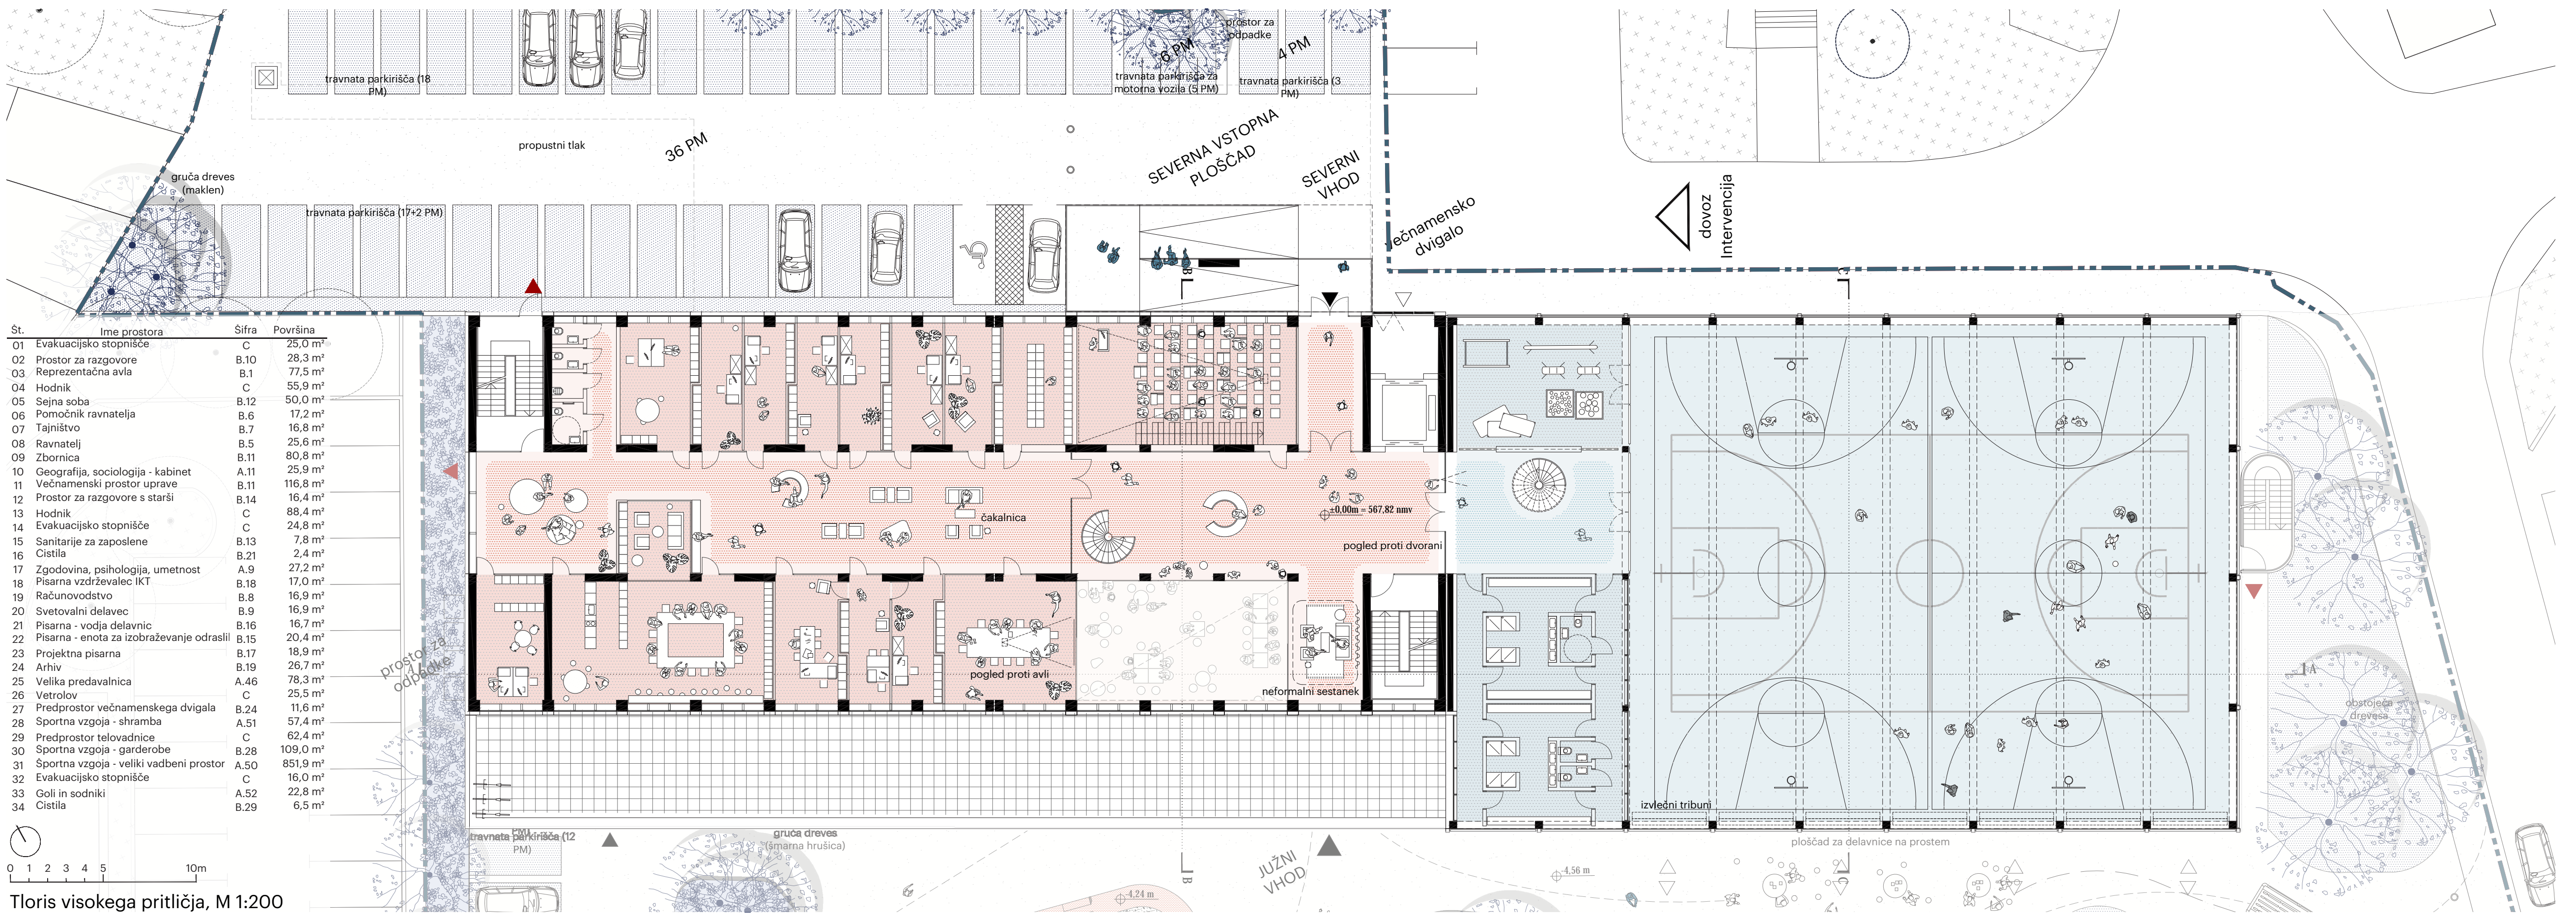 prostor za
odpadke
6 PM
4 PM
travnata parkirišča (18
PM)
travnata parkirišča za
motorna vozila (5 PM)
travnata parkirišča (3
PM)
propustni tlak
36 PM
SEVERNA VSTOPNA
PLOŠČAD
SEVERNI
VHOD
gruča dreves
(maklen)
travnata parkirišča (17+2 PM)
večnamensko
dvigalo
dovoz
Intervencija
B
C
Št. Ime prostora Šifra Površina
01 Evakuacijsko stopnišče C 25,0 m²
02 Prostor za razgovore B.10 28,3 m²
03 Reprezentačna avla B.1 77,5 m²
04 Hodnik C 55,9 m²
05 Sejna soba B.12 50,0 m²
06 Pomočnik ravnatelja B.6 17,2 m²
07 Tajništvo B.7 16,8 m²
08 Ravnatelj B.5 25,6 m²
09 Zbornica B.11 80,8 m²
10 Geografija, sociologija - kabinet A.11 25,9 m²
11 Večnamenski prostor uprave B.11 116,8 m²
12 Prostor za razgovore s starši B.14 16,4 m²
13 Hodnik C 88,4 m²
14 Evakuacijsko stopnišče C 24,8 m²
15 Sanitarije za zaposlene B.13 7,8 m²
16 Čistila B.21 2,4 m²
17 Zgodovina, psihologija, umetnost A.9 27,2 m²
18 Pisarna vzdrževalec IKT B.18 17,0 m²
19 Računovodstvo B.8 16,9 m²
20 Svetovalni delavec B.9 16,9 m²
21 Pisarna - vodja delavnic B.16 16,7 m²
22 Pisarna - enota za izobraževanje odrasli B.15 20,4 m²
23 Projektna pisarna B.17 18,9 m²
24 Arhiv B.19 26,7 m²
25 Velika predavalnica A.46 78,3 m²
26 Vetrolov C 25,5 m²
27 Predprostor večnamenskega dvigala B.24 11,6 m²
28 Športna vzgoja - shramba A.51 57,4 m²
29 Predprostor telovadnice C 62,4 m²
30 Športna vzgoja - garderobe B.28 109,0 m²
31 Športna vzgoja - veliki vadbeni prostor A.50 851,9 m²
32 Evakuacijsko stopnišče C 16,0 m²
33 Goli in sodniki A.52 22,8 m²
34 Čistila B.29 6,5 m²
čakalnica
±0,00m = 567,82 nmv
pogled proti dvorani
pogled proti avli
neformalni sestanek
prostor za
odpadke
A
obstoječa
drevesa
izvlečni tribuni
travnata parkirišča (12
PM)
gruča dreves
(šmarna hrušica)
ploščad za delavnice na prostem
JUŽNI
VHOD
B
C
-4,56 m
-4,24 m
0 1 2 3 4 5 10m
Tloris visokega pritličja, M 1:200